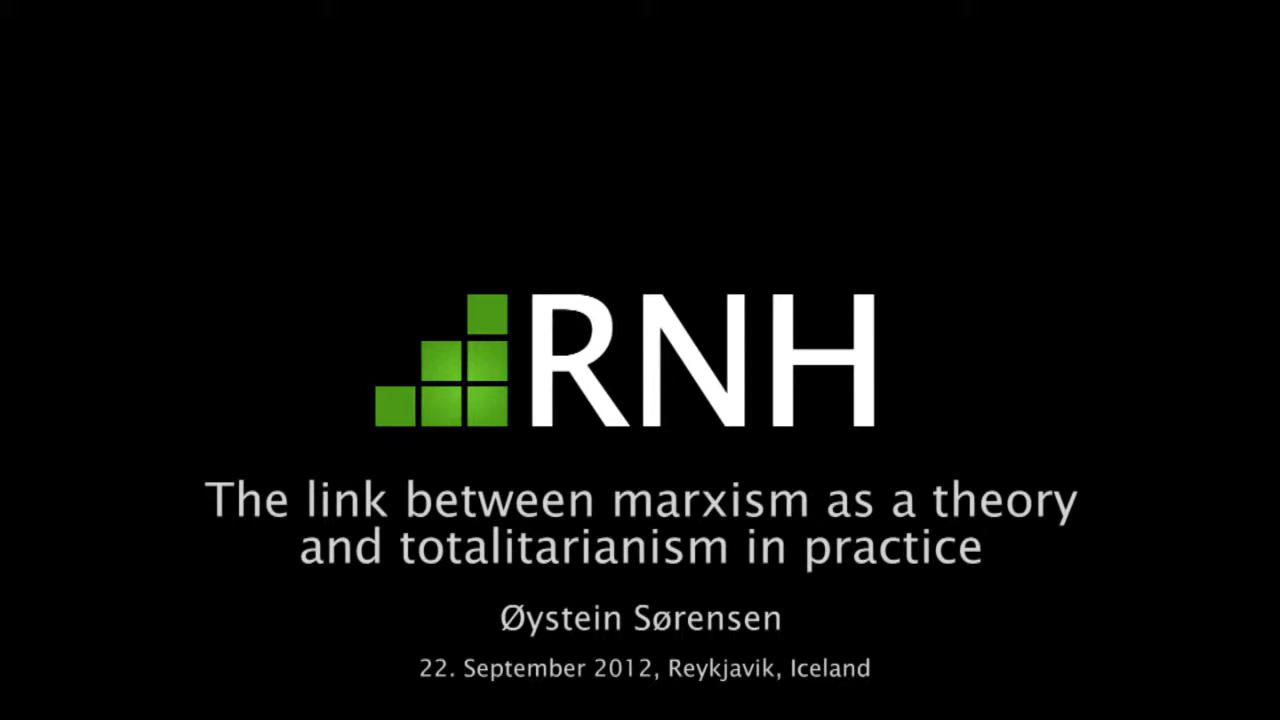 RNH
The link between marxism as a theory
and totalitarianism in practice
Øystein Sørensen
22. September 2012, Reykjavik, Iceland